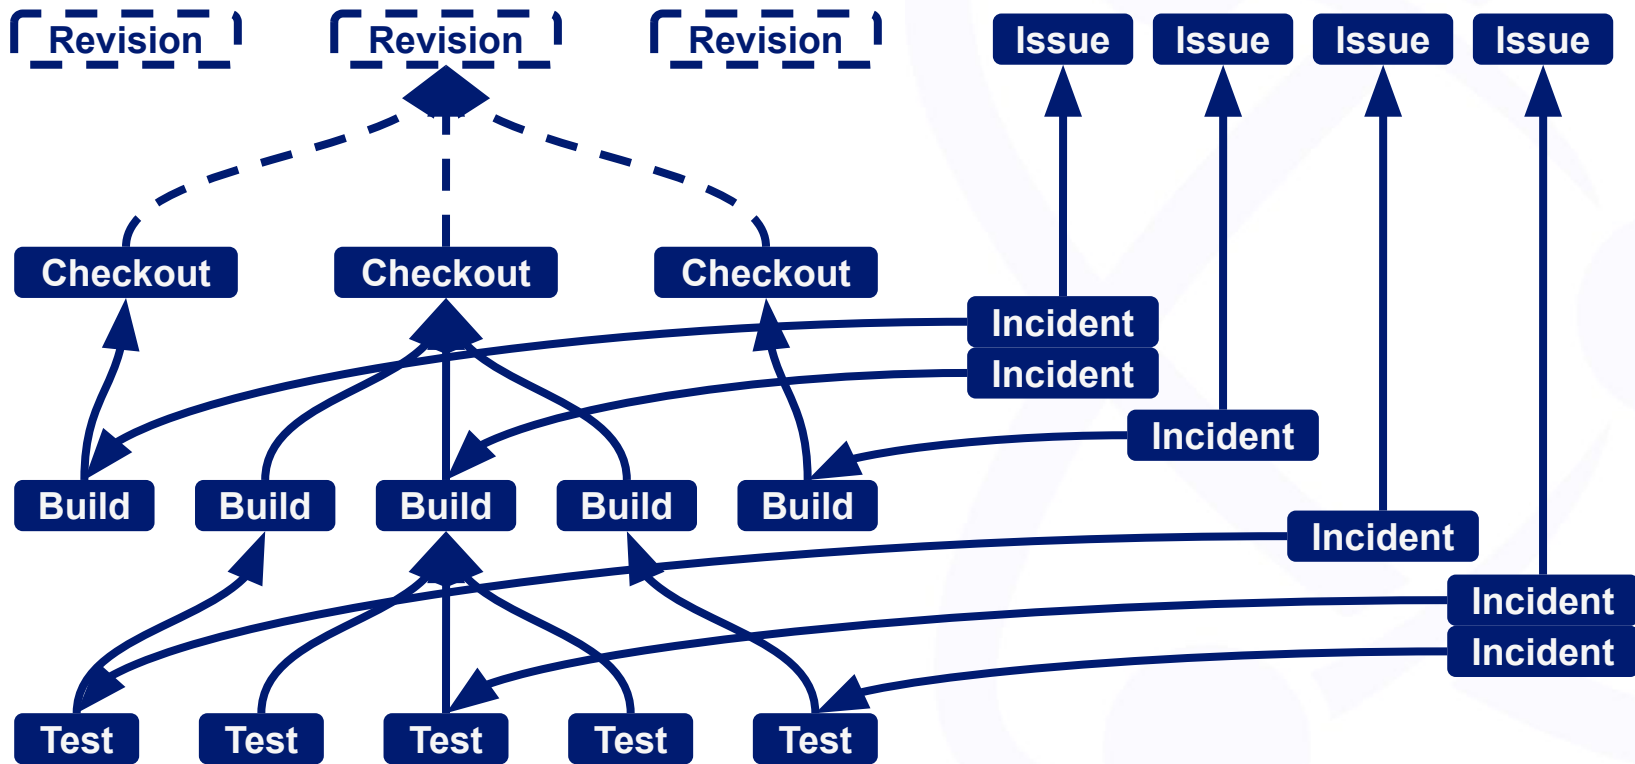 Revision Revision Revision Issue Issue Issue Issue
Checkout Checkout Checkout
Incident
Incident
Incident
Build Build Build Build Build
Incident
Incident
Incident
Test Test Test Test Test